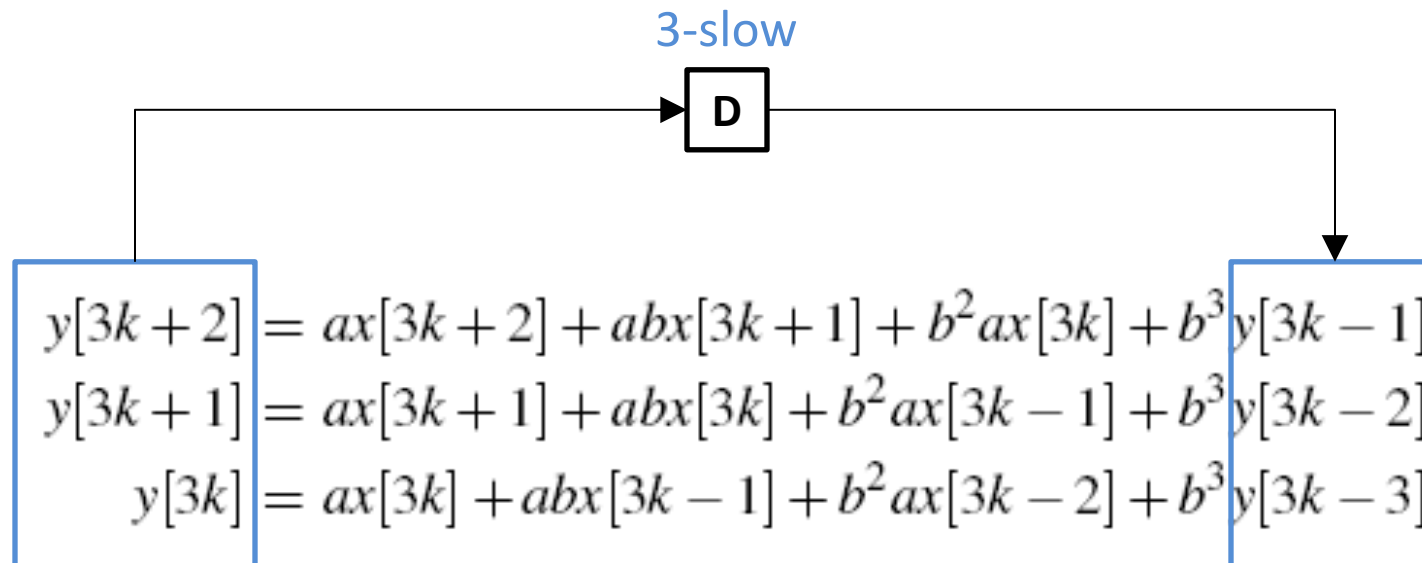 3-slow
D
y[3k + 2] = ax[3k + 2] + abx[3k + 1] + b²ax[3k] + b³y[3k − 1]
y[3k + 1] = ax[3k + 1] + abx[3k] + b²ax[3k − 1] + b³y[3k − 2]
y[3k] = ax[3k] + abx[3k − 1] + b²ax[3k − 2] + b³y[3k − 3]